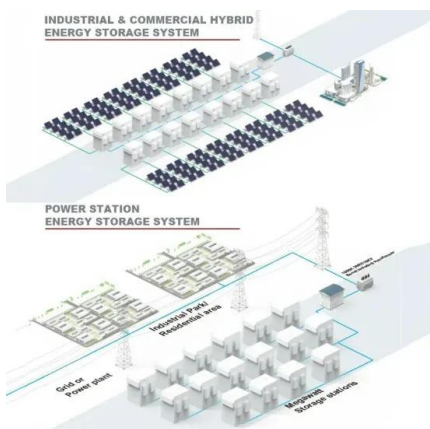 INDUSTRIAL & COMMERCIAL HYBRID
ENERGY STORAGE SYSTEM
POWER STATION
ENERGY STORAGE SYSTEM
Industrial Park/
Residential area
Grid or
Power plant
Megawatt
Storage stations